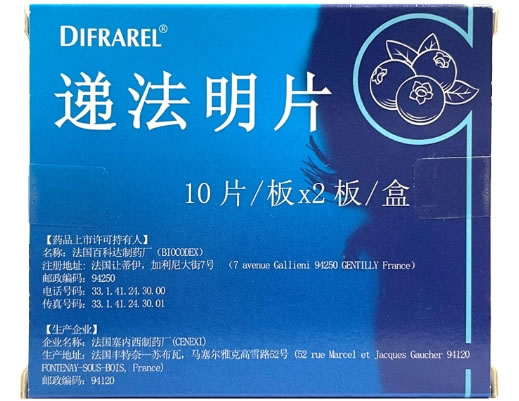 DIFRAREL®
递法明片
10片/板x2板/盒
【药品上市许可持有人】
名称：法国百科达制药厂（BIOCODEX）
注册地址：法国让蒂伊，加利尼大街7号 （7 avenue Gallieni 94250 GENTILLY France）
邮政编码：94250
电话号码：33.1.41.24.30.00
传真号码：33.1.41.24.30.01
【生产企业】
企业名称：法国塞内西制药厂(CENEXI)
生产地址：法国丰特奈—苏布瓦，马塞尔雅克高雪路52号 (52 rue Marcel et Jacques Gaucher 94120
FONTENAY-SOUS-BOIS, France)
邮政编码：94120